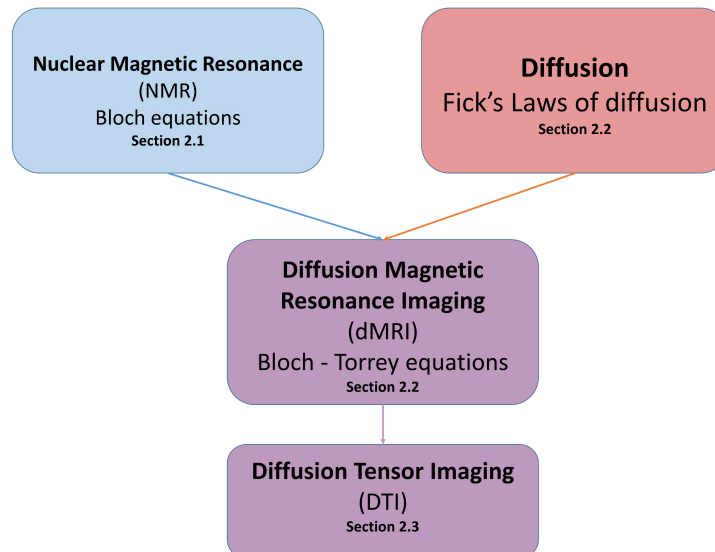 Nuclear Magnetic Resonance
(NMR)
Bloch equations
Section 2.1
Diffusion
Fick’s Laws of diffusion
Section 2.2
Diffusion Magnetic
Resonance Imaging
(dMRI)
Bloch - Torrey equations
Section 2.2
Diffusion Tensor Imaging
(DTI)
Section 2.3